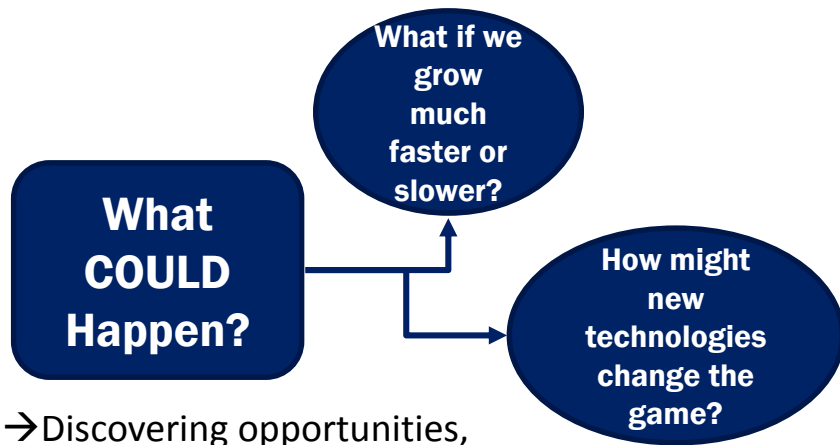 What if we
grow
much
faster or
slower?
What
COULD
Happen?
How might
new
technologies
change the
game?
→Discovering opportunities,